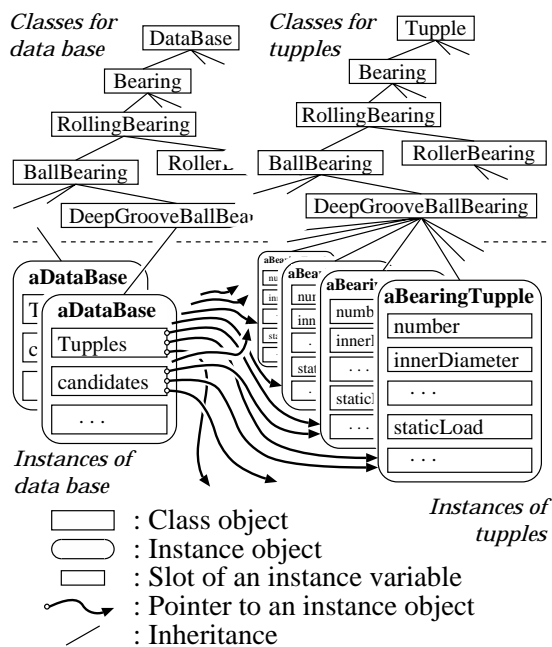 Classes for
data base
DataBase
Bearing
RollingBearing
BallBearing
Classes for
tupples
Tupple
Bearing
RollingBearing
RollerBearing
BallBearing
DeepGrooveBallBearing
aDataBase
aDataBase
Tupples
candidates
. . .
Instances of
data base
aBearingTupple
number
innerDiameter
. . .
staticLoad
. . .
Instances of
tupples
: Class object
: Instance object
: Slot of an instance variable
: Pointer to an instance object
: Inheritance